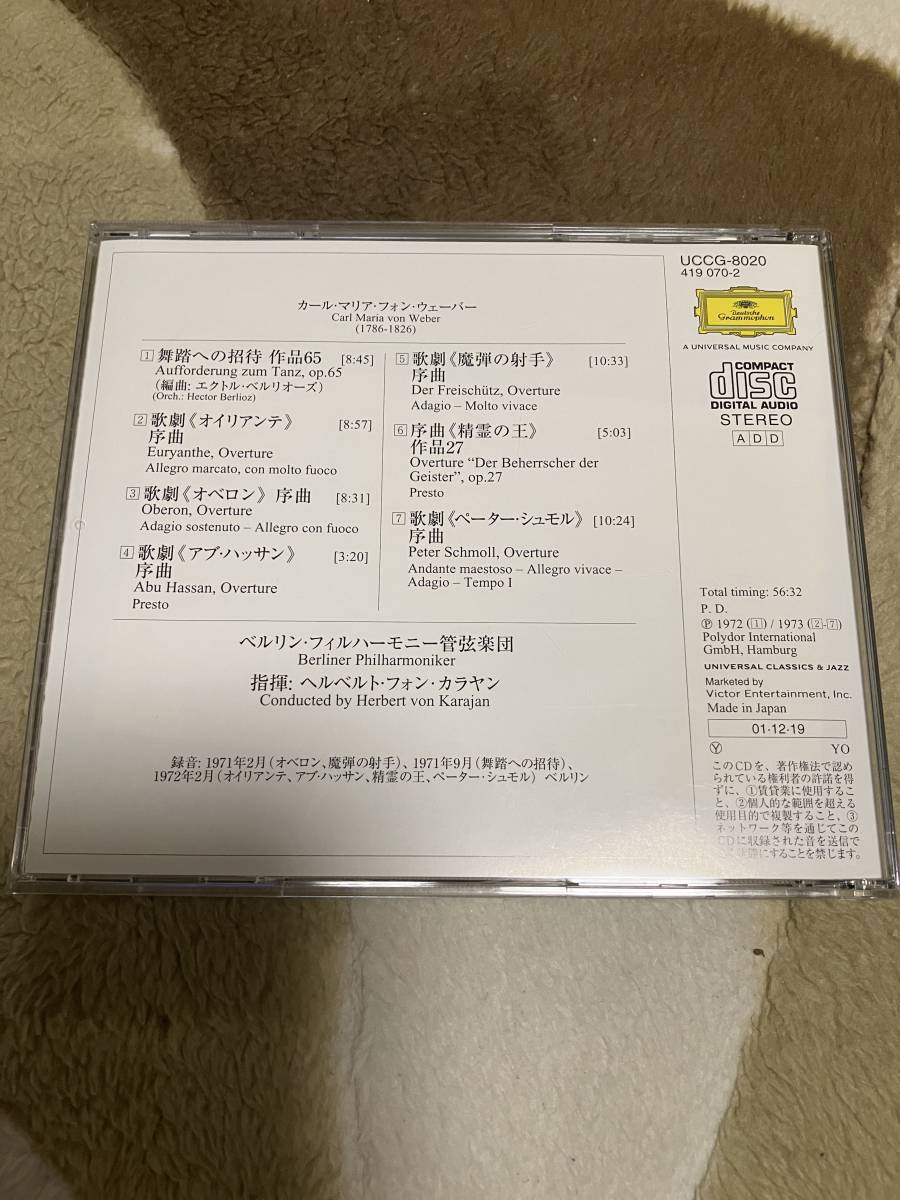 カール・マリア・フォン・ウェーバー
Carl Maria von Weber
(1786-1826)
1 舞踏への招待 作品65 [8:45]
Aufforderung zum Tanz, op.65
（編曲: エクトル・ベルリオーズ）
(Orch.: Hector Berlioz)
2 歌劇《オイリアンテ》 [8:57]
序曲
Euryanthe, Overture
Allegro marcato, con molto fuoco
3 歌劇《オベロン》 序曲 [8:31]
Oberon, Overture
Adagio sostenuto – Allegro con fuoco
4 歌劇《アブ・ハッサン》 [3:20]
序曲
Abu Hassan, Overture
Presto
5 歌劇《魔弾の射手》 [10:33]
序曲
Der Freischütz, Overture
Adagio – Molto vivace
6 序曲《精霊の王》 [5:03]
作品27
Overture “Der Beherrscher der
Geister”, op.27
Presto
7 歌劇《ペーター・シュモル》 [10:24]
序曲
Peter Schmoll, Overture
Andante maestoso – Allegro vivace –
Adagio – Tempo I
ベルリン・フィルハーモニー管弦楽団
Berliner Philharmoniker
指揮: ヘルベルト・フォン・カラヤン
Conducted by Herbert von Karajan
録音: 1971年2月（オベロン、魔弾の射手）、1971年9月（舞踏への招待）、
1972年2月（オイリアンテ、アブ・ハッサン、精霊の王、ペーター・シュモル） ベルリン
UCCG-8020
419 070-2
Deutsche
Grammophon
A UNIVERSAL MUSIC COMPANY
COMPACT
disc
DIGITAL AUDIO
STEREO
ADD
Total timing: 56:32
P. D.
℗ 1972 (1) / 1973 (2-7)
Polydor International
GmbH, Hamburg
UNIVERSAL CLASSICS & JAZZ
Marketed by
Victor Entertainment, Inc.
Made in Japan
01·12·19
Ⓨ YO
このCDを、著作権法で認め
られている権利者の許諾を得
ずに、①賃貸業に使用するこ
と、②個人的な範囲を超える
使用目的で複製すること、③
ネットワーク等を通じてこの
CDに収録された音を送信で
にすることを禁じます。